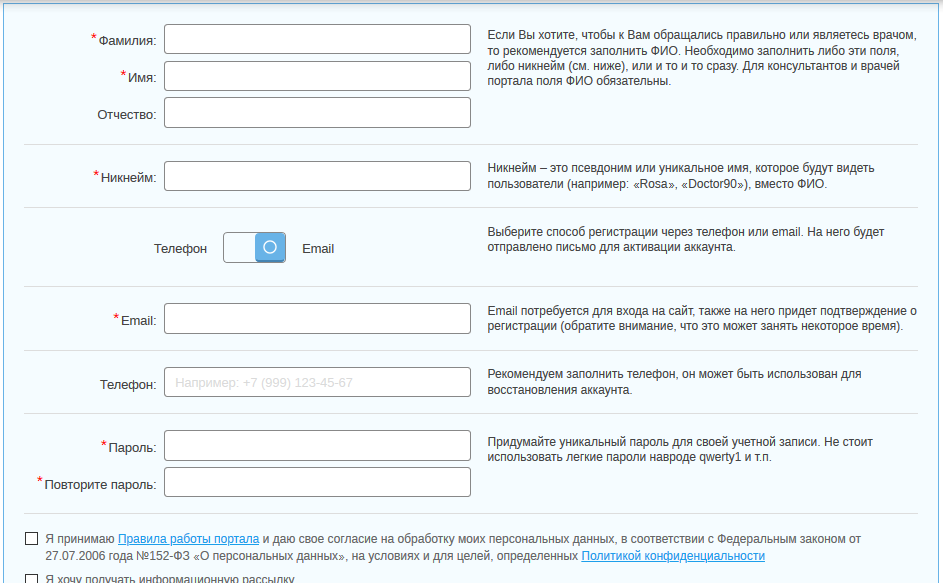 *Фамилия:
Если Вы хотите, чтобы к Вам обращались правильно или являетесь врачом,
то рекомендуется заполнить ФИО. Необходимо заполнить либо эти поля,
либо никнейм (см. ниже), или и то и то сразу. Для консультантов и врачей
портала поля ФИО обязательны.
*Имя:
Отчество:
*Никнейм:
Никнейм – это псевдоним или уникальное имя, которое будут видеть
пользователи (например: «Rosa», «Doctor90»), вместо ФИО.
Телефон Email
Выберите способ регистрации через телефон или email. На него будет
отправлено письмо для активации аккаунта.
*Email:
Email потребуется для входа на сайт, также на него придет подтверждение о
регистрации (обратите внимание, что это может занять некоторое время).
Телефон: Например: +7 (999) 123-45-67
Рекомендуем заполнить телефон, он может быть использован для
восстановления аккаунта.
*Пароль:
Придумайте уникальный пароль для своей учетной записи. Не стоит
использовать легкие пароли навроде qwerty1 и т.п.
*Повторите пароль:
Я принимаю Правила работы портала и даю свое согласие на обработку моих персональных данных, в соответствии с Федеральным законом от
27.07.2006 года №152-ФЗ «О персональных данных», на условиях и для целей, определенных Политикой конфиденциальности
Я хочу получать информационную рассылку